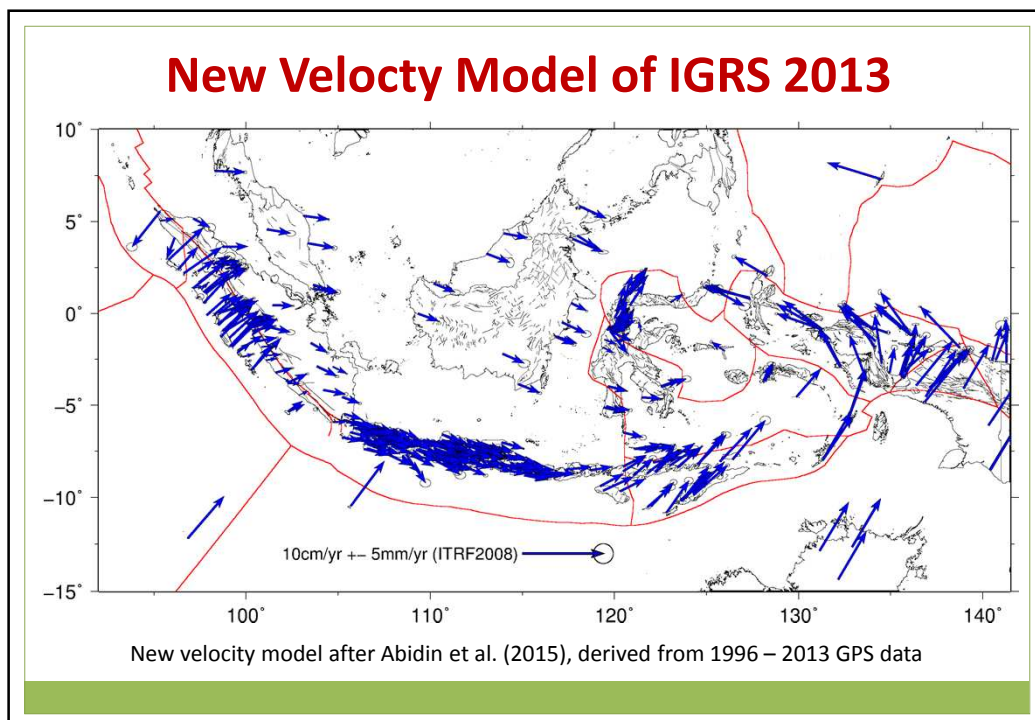 New Velocty Model of IGRS 2013
10˚
5˚
0˚
−5˚
−10˚
−15˚
10cm/yr +− 5mm/yr (ITRF2008)
100˚ 110˚ 120˚ 130˚ 140˚
New velocity model after Abidin et al. (2015), derived from 1996 – 2013 GPS data